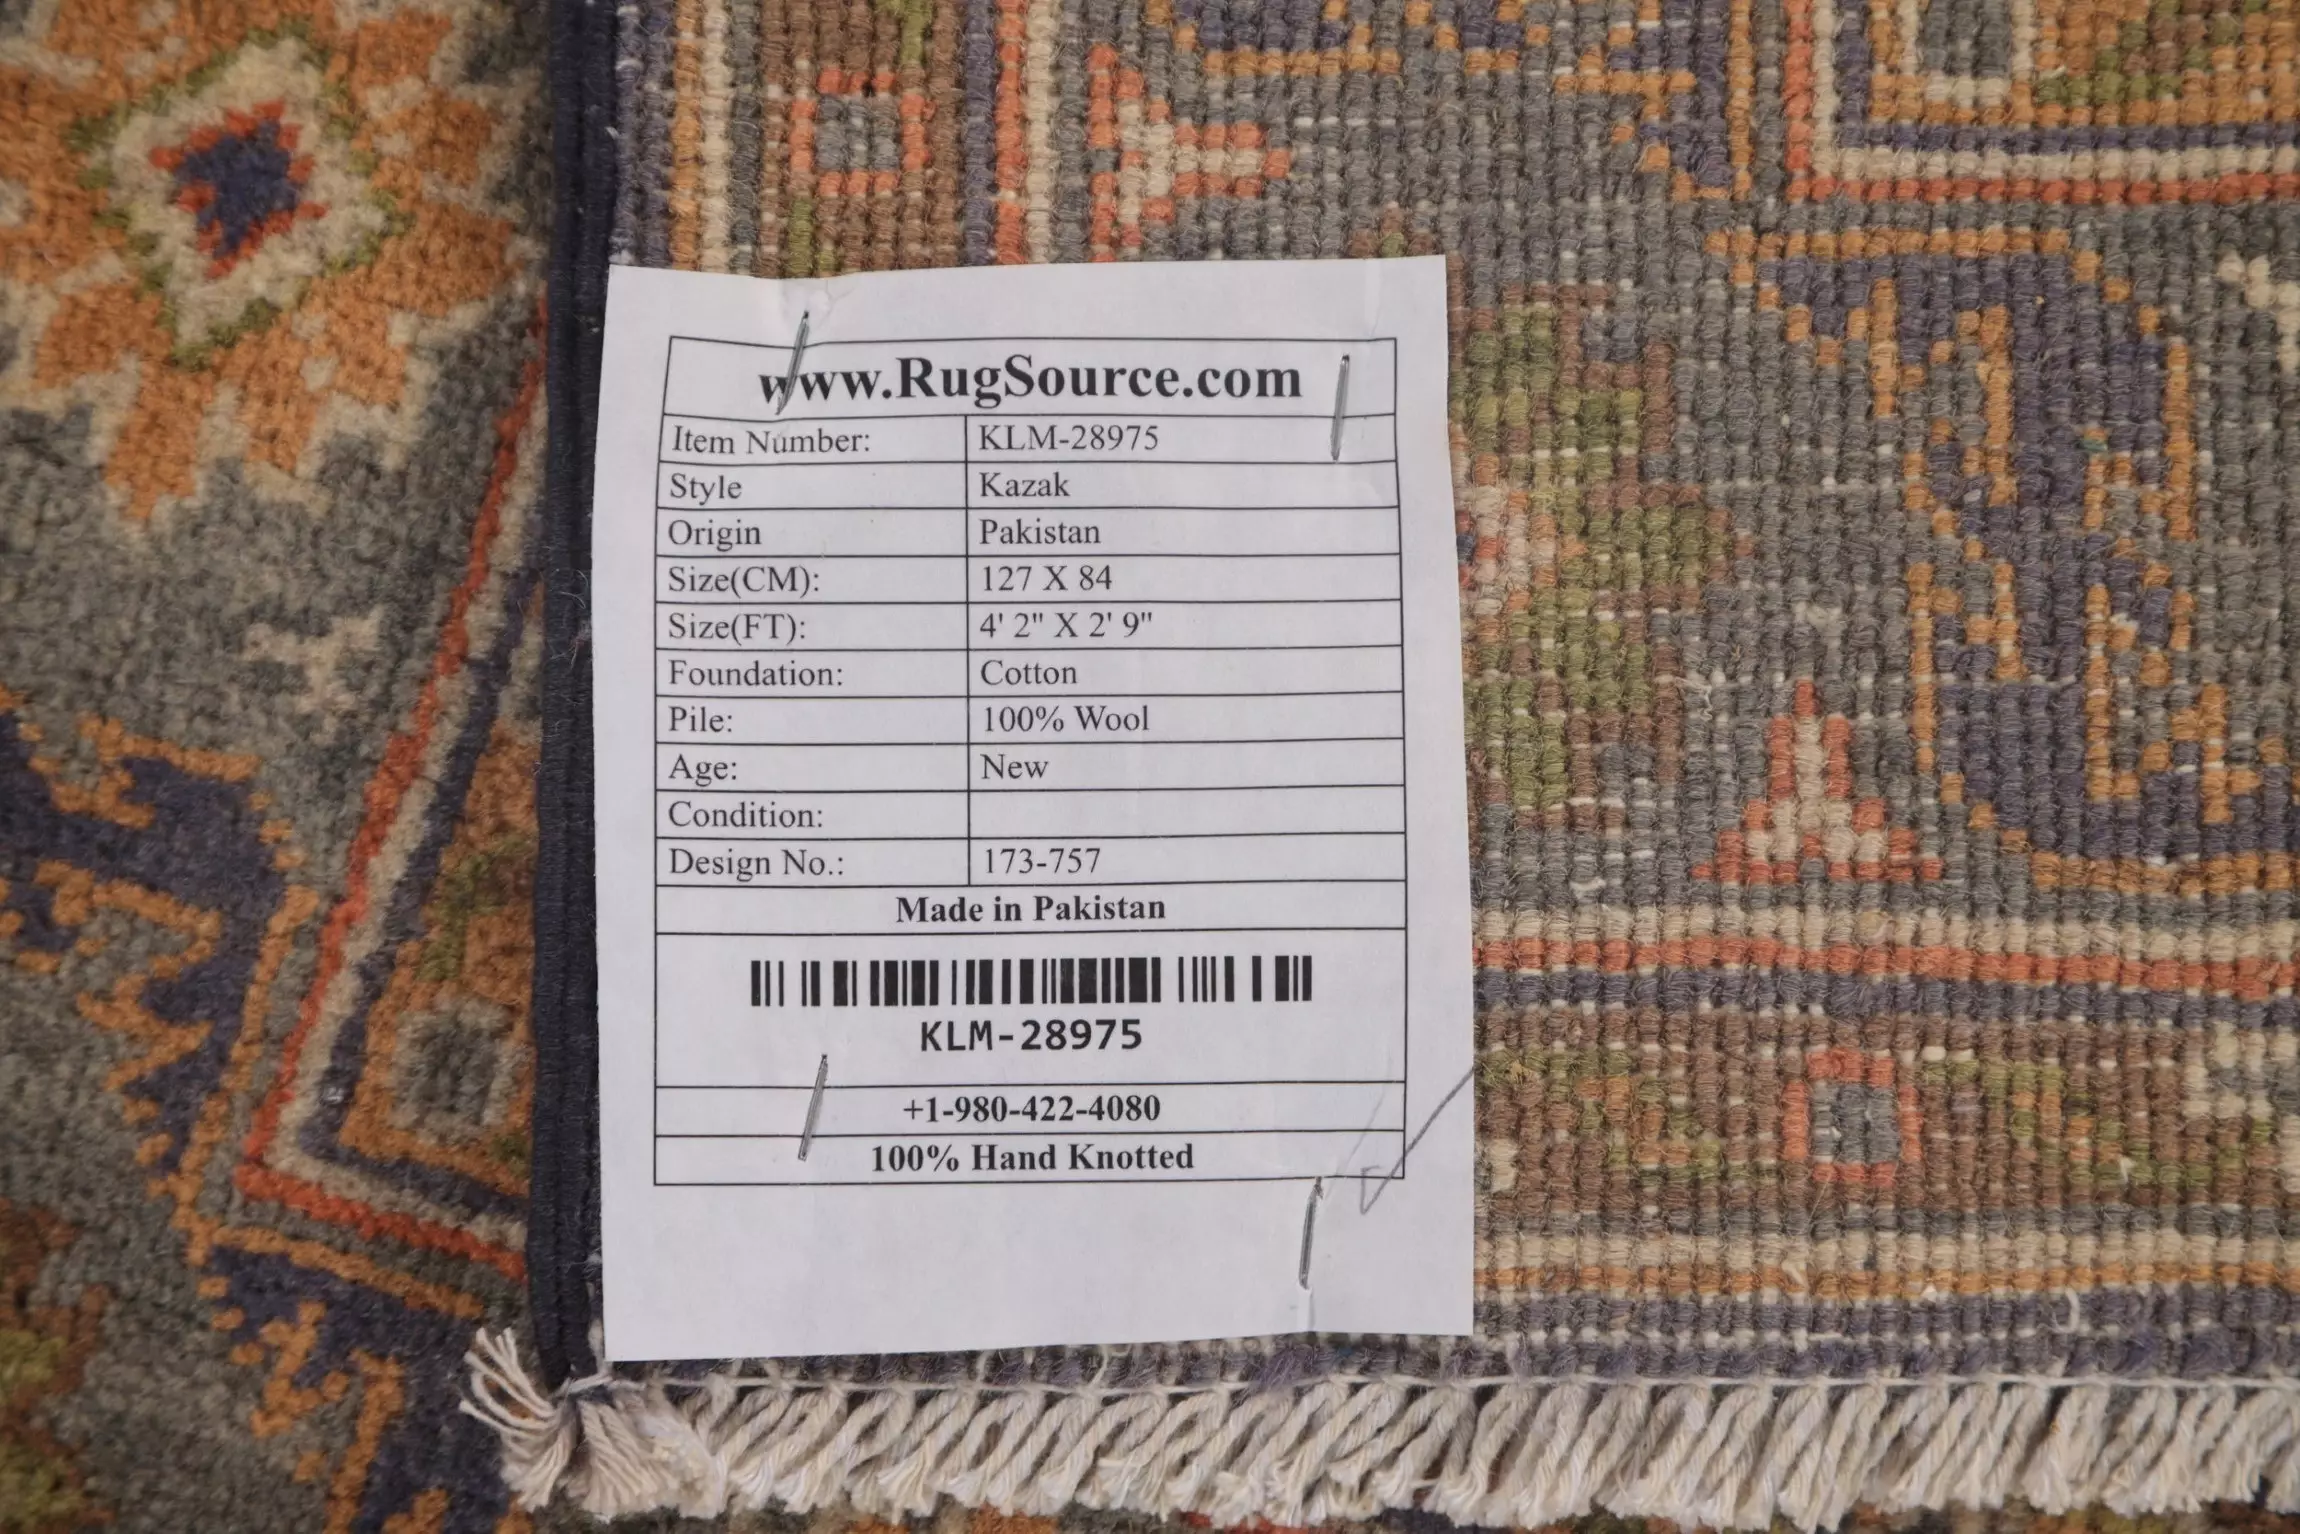 www.RugSource.com
Item Number: KLM-28975
Style Kazak
Origin Pakistan
Size(CM): 127 X 84
Size(FT): 4' 2" X 2' 9"
Foundation: Cotton
Pile: 100% Wool
Age: New
Condition:
Design No.: 173-757
Made in Pakistan
KLM-28975
+1-980-422-4080
100% Hand Knotted